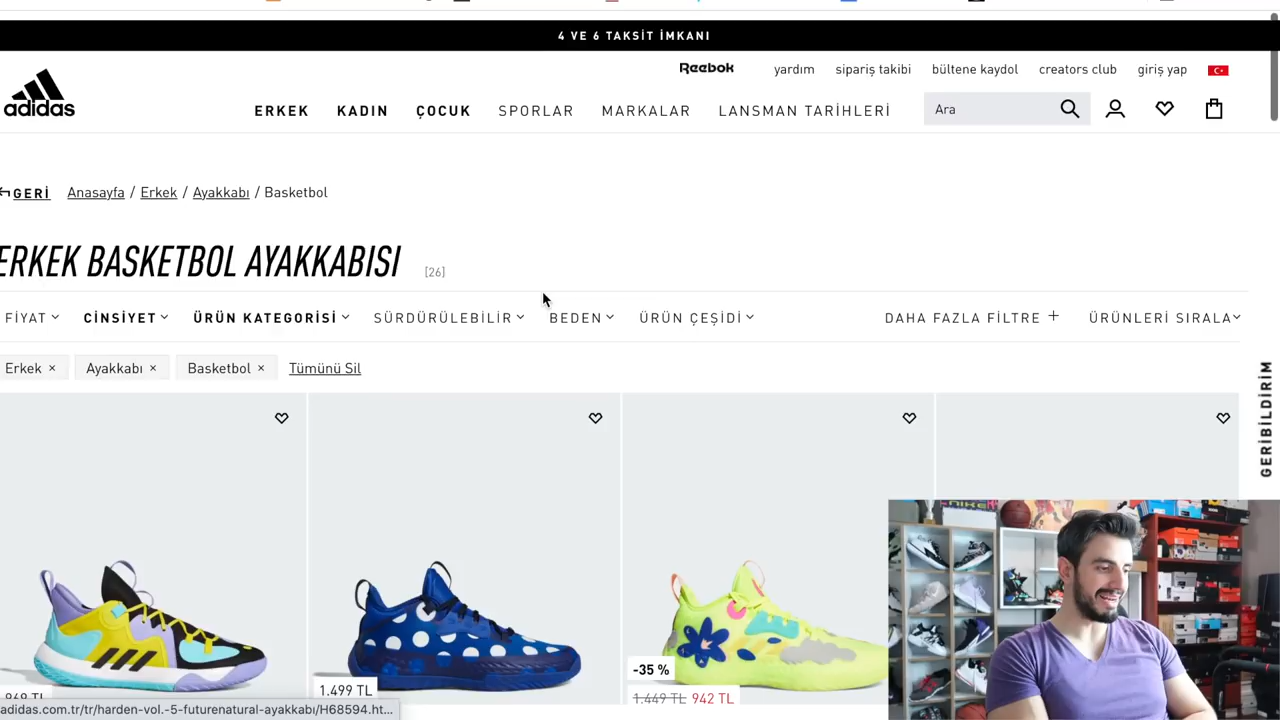 4 VE 6 TAKSİT İMKANI
Reebok yardım sipariş takibi bültene kaydol creators club giriş yap
adidas ERKEK KADIN ÇOCUK SPORLAR MARKALAR LANSMAN TARİHLERİ Ara
GERİ Anasayfa / Erkek / Ayakkabı / Basketbol
ERKEK BASKETBOL AYAKKABISI [26]
FİYAT CİNSİYET ÜRÜN KATEGORİSİ SÜRDÜRÜLEBİLİR BEDEN ÜRÜN ÇEŞİDİ DAHA FAZLA FİLTRE + ÜRÜNLERİ SIRALA
Erkek × Ayakkabı × Basketbol × Tümünü Sil
GERİBİLDİRİM
-35 %
1.499 TL
1.449 TL 942 TL
adidas.com.tr/tr/harden-vol.-5-futurenatural-ayakkabı/H68594.ht...